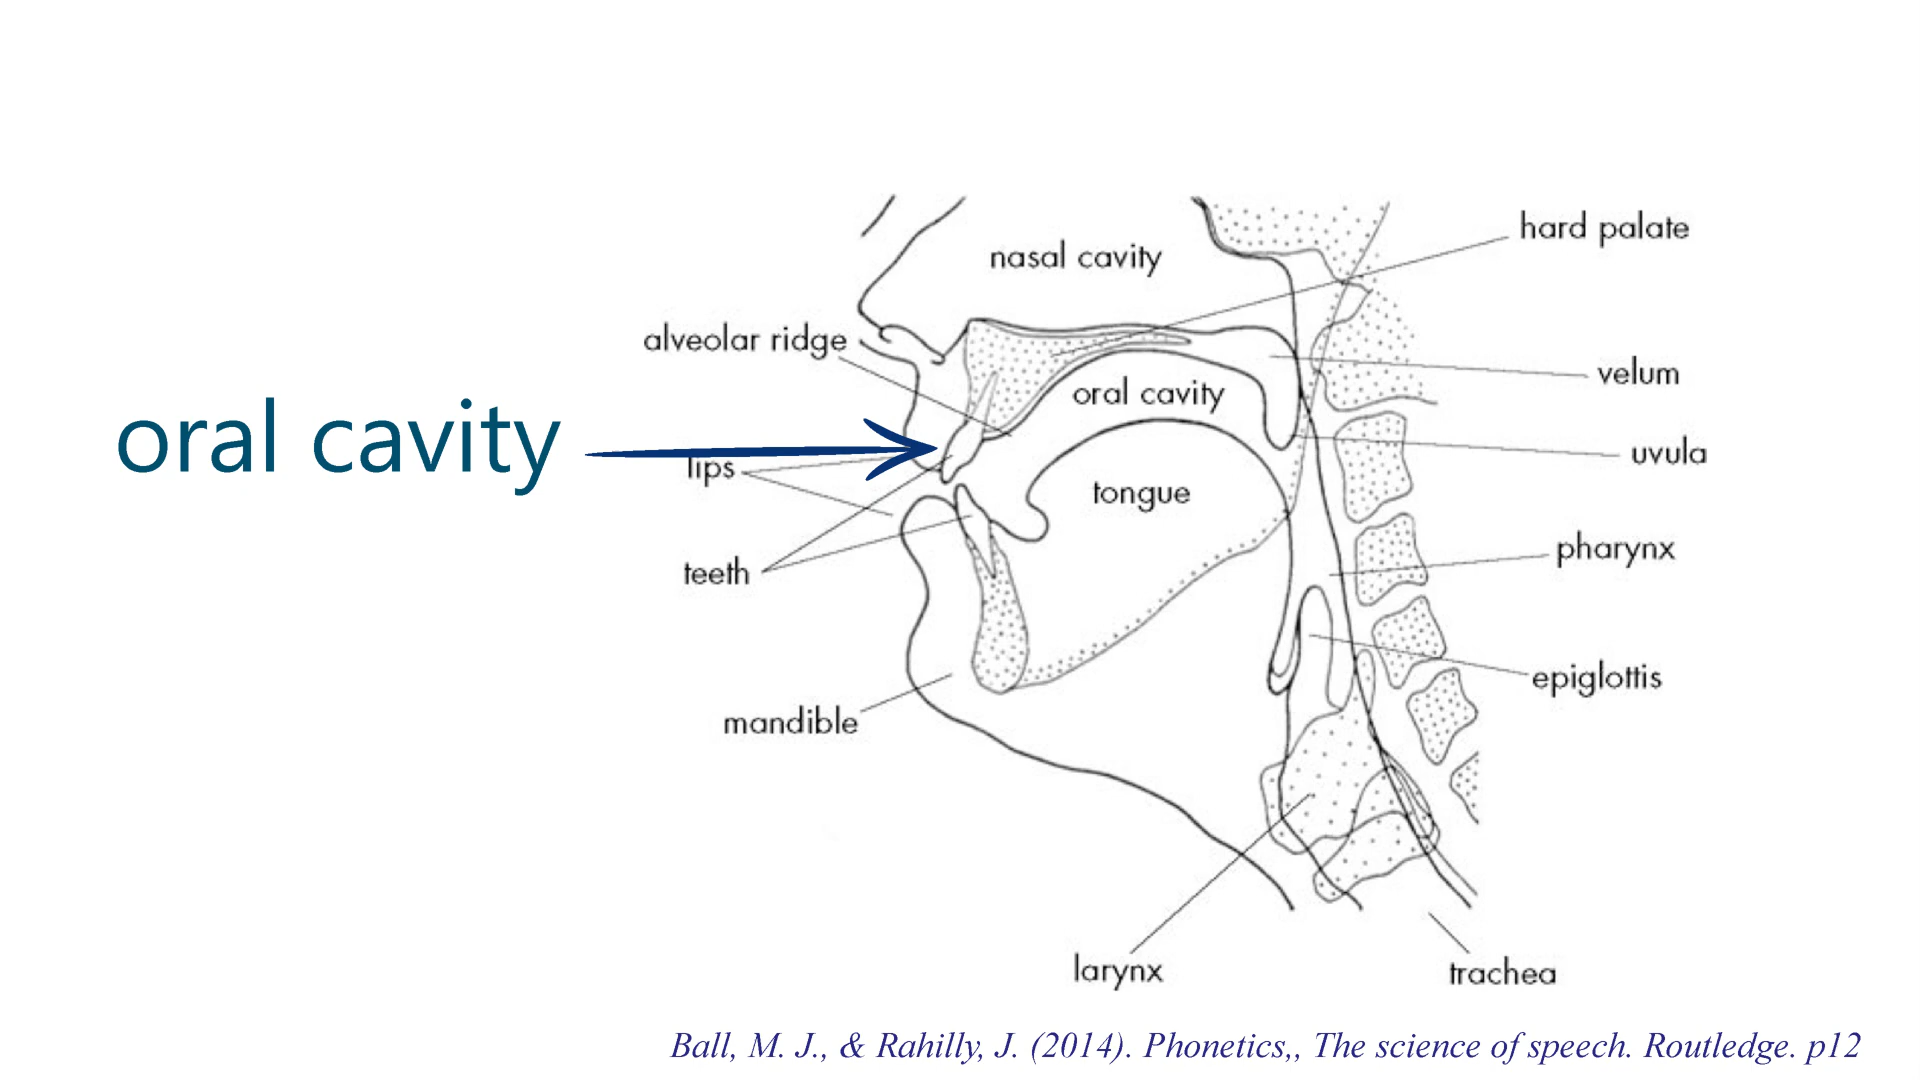 hard palate
nasal cavity
alveolar ridge
velum
oral cavity
oral cavity
uvula
lips
tongue
pharynx
teeth
epiglottis
mandible
larynx
trachea
Ball, M. J., & Rahilly, J. (2014). Phonetics,, The science of speech. Routledge. p12